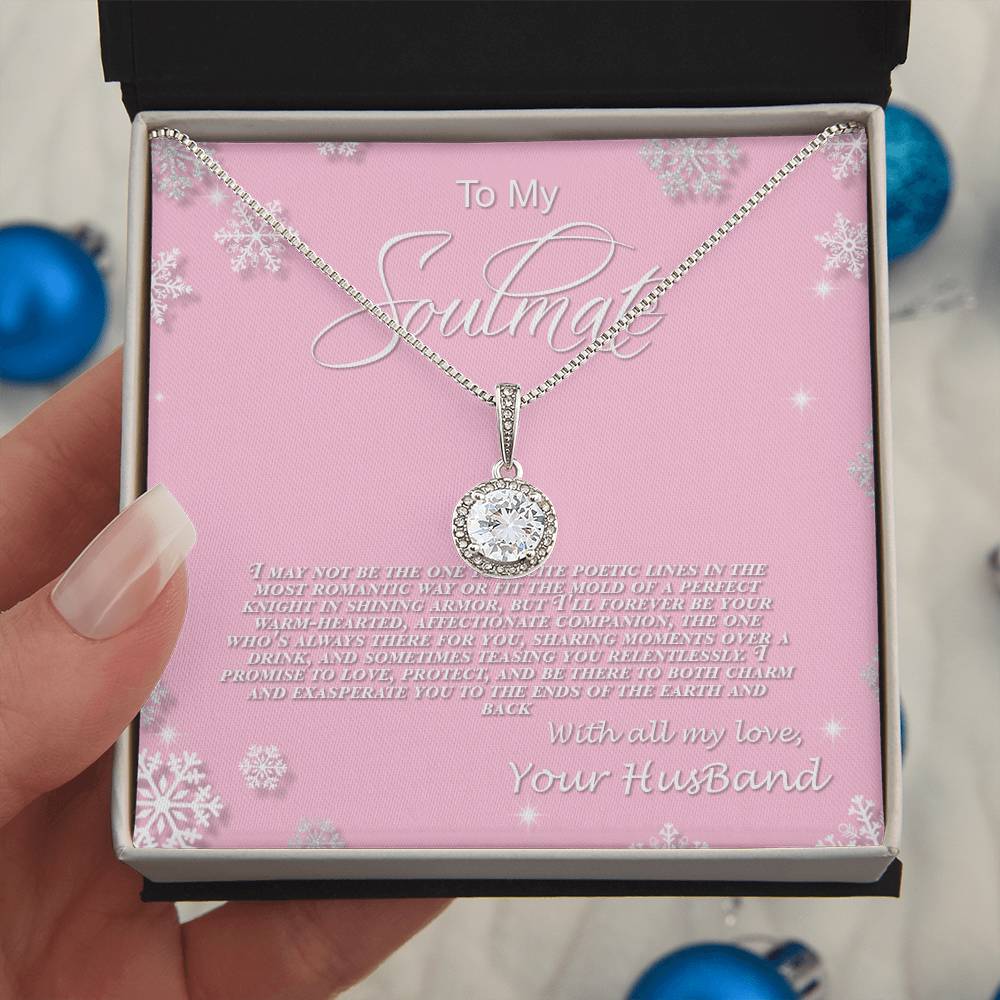 To My
Soulmate
I MAY NOT BE THE ONE POETIC LINES IN THE
MOST ROMANTIC WAY OR FIT THE MOLD OF A PERFECT
KNIGHT IN SHINING ARMOR, BUT I'LL FOREVER BE YOUR
WARM-HEARTED, AFFECTIONATE COMPANION, THE ONE
WHO'S ALWAYS THERE FOR YOU, SHARING MOMENTS OVER A
DRINK, AND SOMETIMES TEASING YOU RELENTLESSLY. I
PROMISE TO LOVE, PROTECT, AND BE THERE TO BOTH CHARM
AND EXASPERATE YOU TO THE ENDS OF THE EARTH AND
BACK
With all my love,
Your HusBand